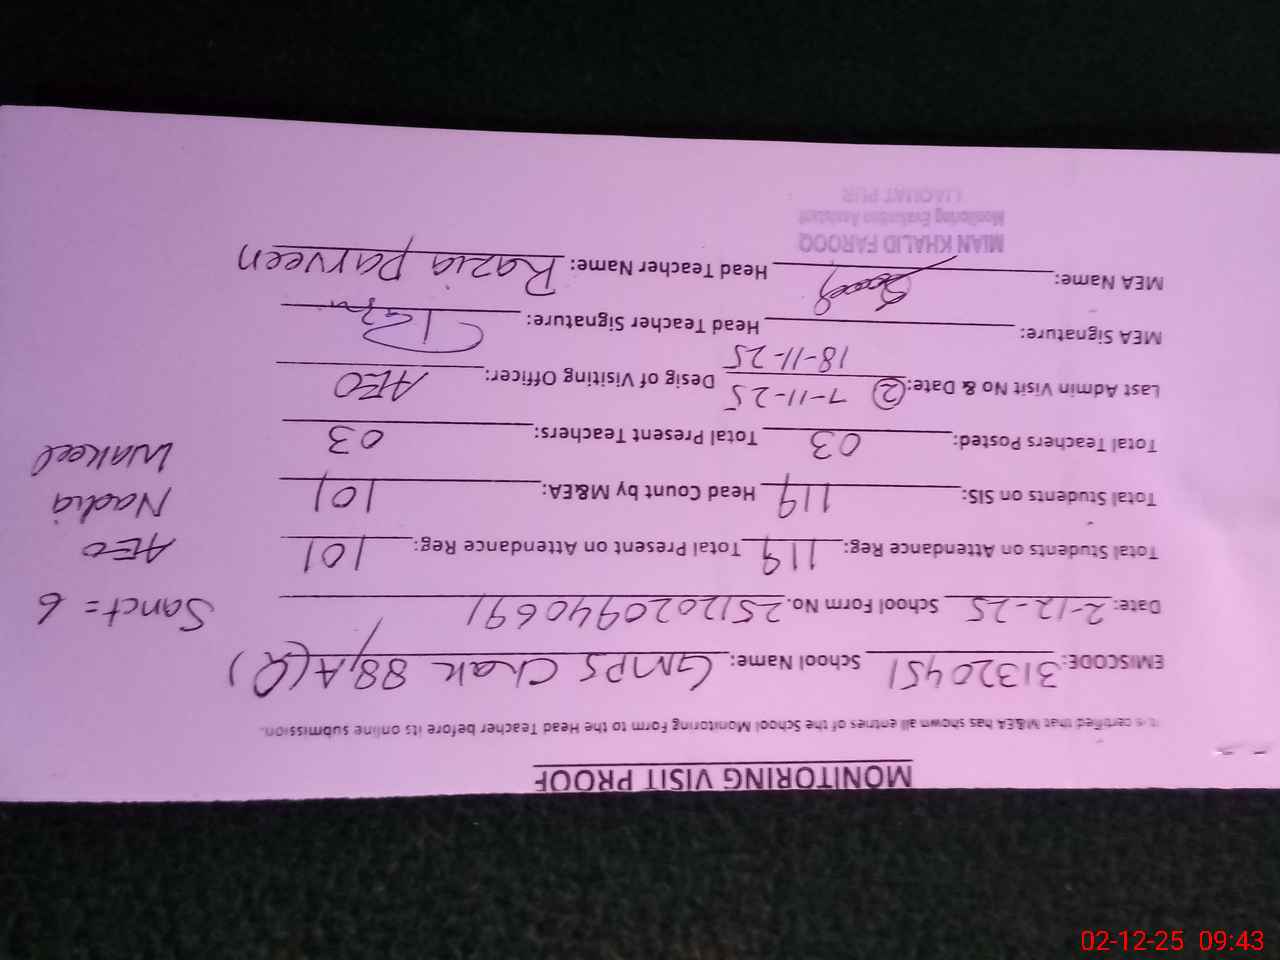 MONITORING VISIT PROOF
It is certified that M&EA has shown all entries of the School Monitoring Form to the Head Teacher before its online submission.
EMISCODE: 31320451 School Name: GMPS Chak 88/A (Q)
Date: 2-12-25 School Form No. 2512020940691 Sanct = 6
Total Students on Attendance Reg: 119 Total Present on Attendance Reg: 101 AEO
Total Students on SIS: 119 Head Count by M&EA: 101 Nadia
Total Teachers Posted: 03 Total Present Teachers: 03 Wakeel
Last Admin Visit No & Date: 2 7-11-25 Desig of Visiting Officer: AEO
18-11-25
MEA Signature: Head Teacher Signature:
MEA Name: Head Teacher Name: Razia Parveen
MIAN KHALID FAROOQ
Monitoring Evaluation Assistant
LIAQUAT PUR
02-12-25 09:43